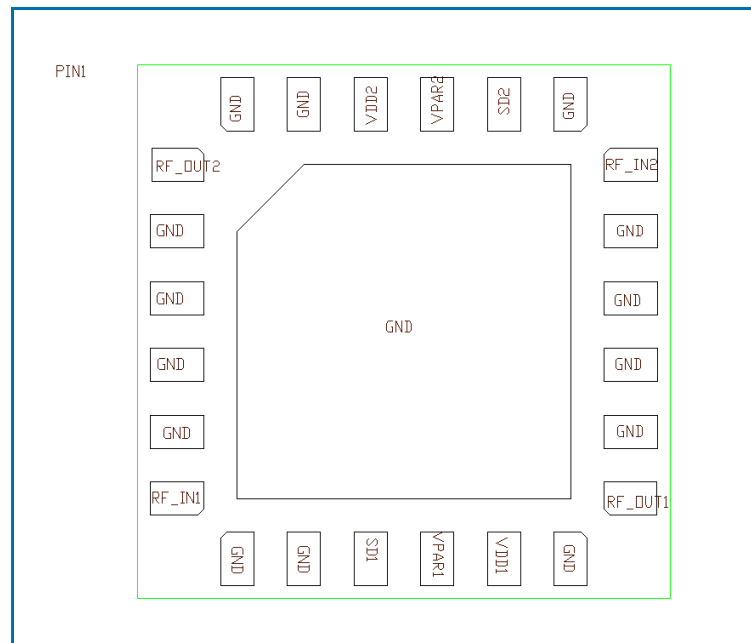 PIN1
GND
GND
VDD2
VPAR2
SD2
GND
RF_OUT2
RF_IN2
GND
GND
GND
GND
GND
GND
GND
GND
GND
RF_IN1
RF_OUT1
GND
GND
SD1
VPAR1
VDD1
GND